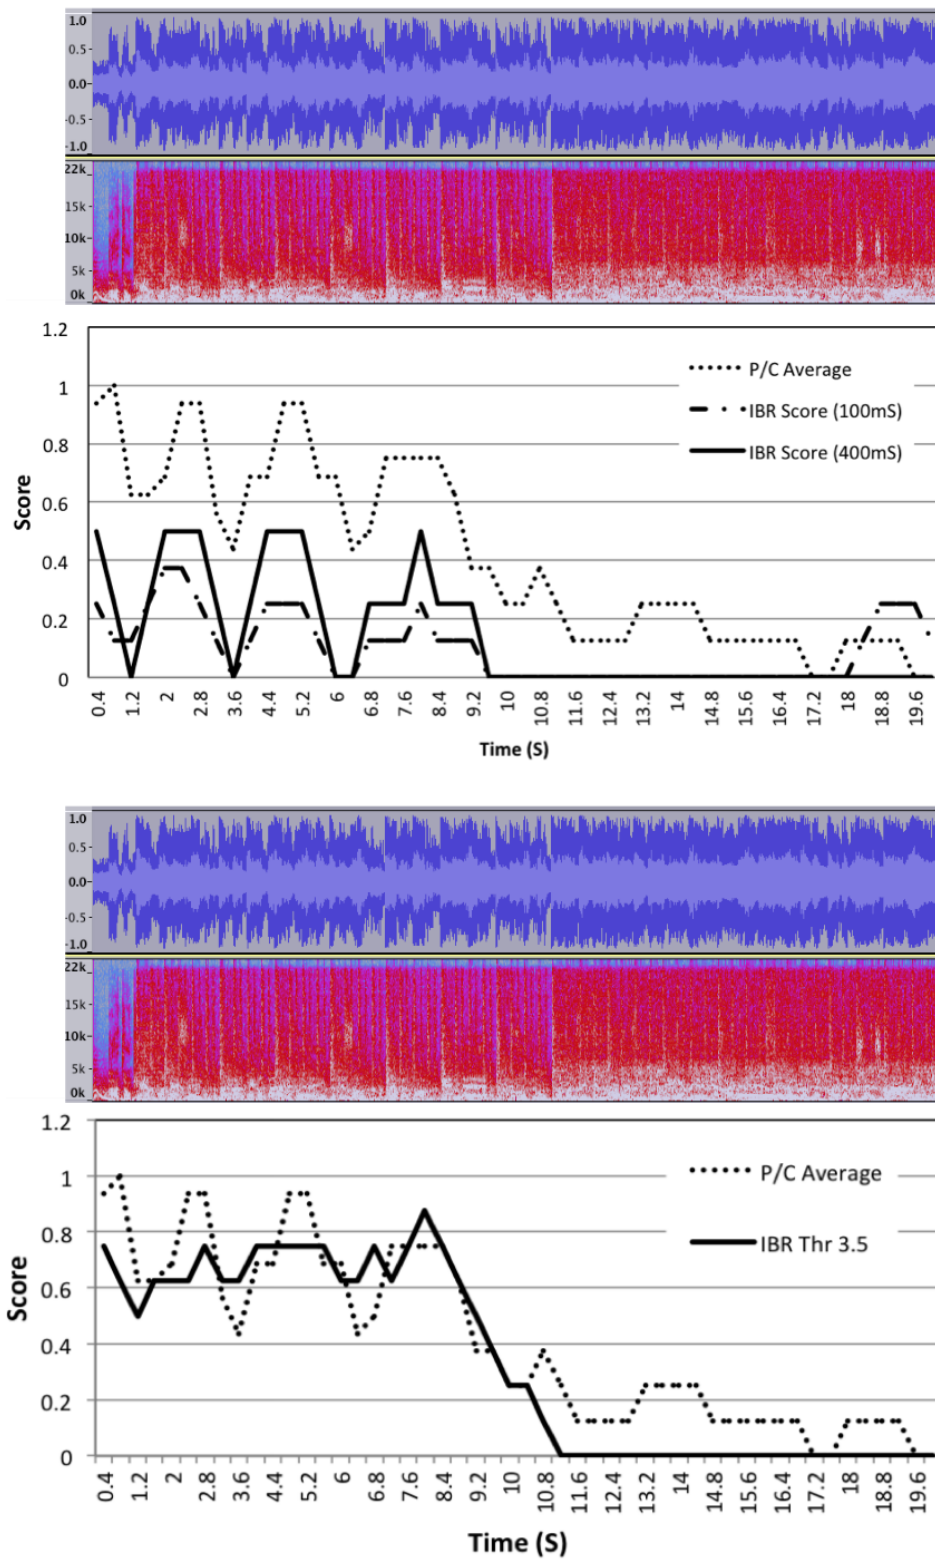 1.0
0.5
0.0
-0.5
-1.0
22k
15k
10k
5k
0k
1.2
1
0.8
0.6
0.4
0.2
0
Score
P/C Average
IBR Score (100mS)
IBR Score (400mS)
0.4 1.2 2 2.8 3.6 4.4 5.2 6 6.8 7.6 8.4 9.2 10 10.8 11.6 12.4 13.2 14 14.8 15.6 16.4 17.2 18 18.8 19.6
Time (S)
1.0
0.5
0.0
-0.5
-1.0
22k
15k
10k
5k
0k
1.2
1
0.8
0.6
0.4
0.2
0
Score
P/C Average
IBR Thr 3.5
0.4 1.2 2 2.8 3.6 4.4 5.2 6 6.8 7.6 8.4 9.2 10 10.8 11.6 12.4 13.2 14 14.8 15.6 16.4 17.2 18 18.8 19.6
Time (S)